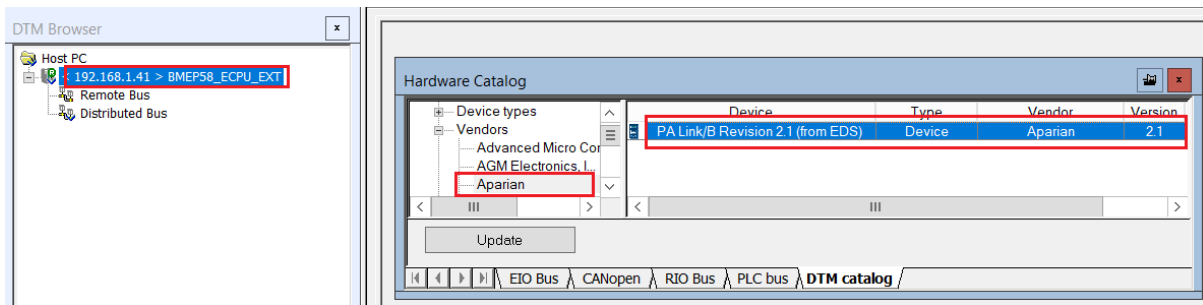 DTM Browser
Host PC
< 192.168.1.41 > BMEP58_ECPU_EXT
Remote Bus
Distributed Bus
Hardware Catalog
Device types
Vendors
Advanced Micro Cor
AGM Electronics, I...
Aparian
Device Type Vendor Version
PA Link/B Revision 2.1 (from EDS) Device Aparian 2.1
Update
EIO Bus CANopen RIO Bus PLC bus DTM catalog